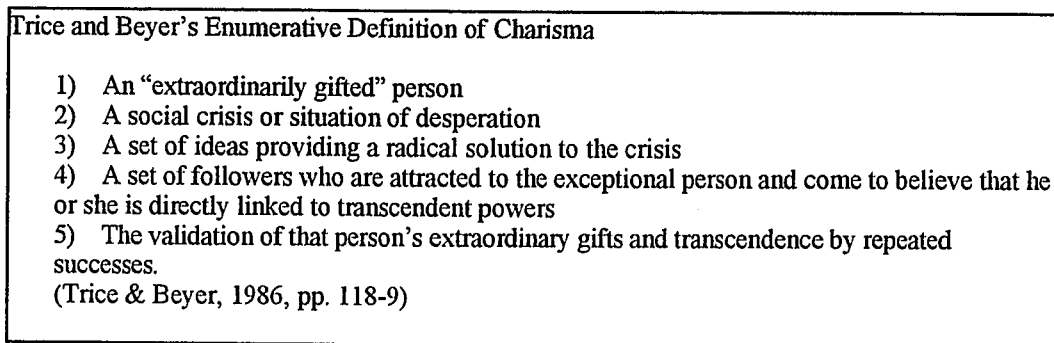 Trice and Beyer's Enumerative Definition of Charisma
1) An "extraordinarily gifted" person
2) A social crisis or situation of desperation
3) A set of ideas providing a radical solution to the crisis
4) A set of followers who are attracted to the exceptional person and come to believe that he
or she is directly linked to transcendent powers
5) The validation of that person's extraordinary gifts and transcendence by repeated
successes.
(Trice & Beyer, 1986, pp. 118-9)